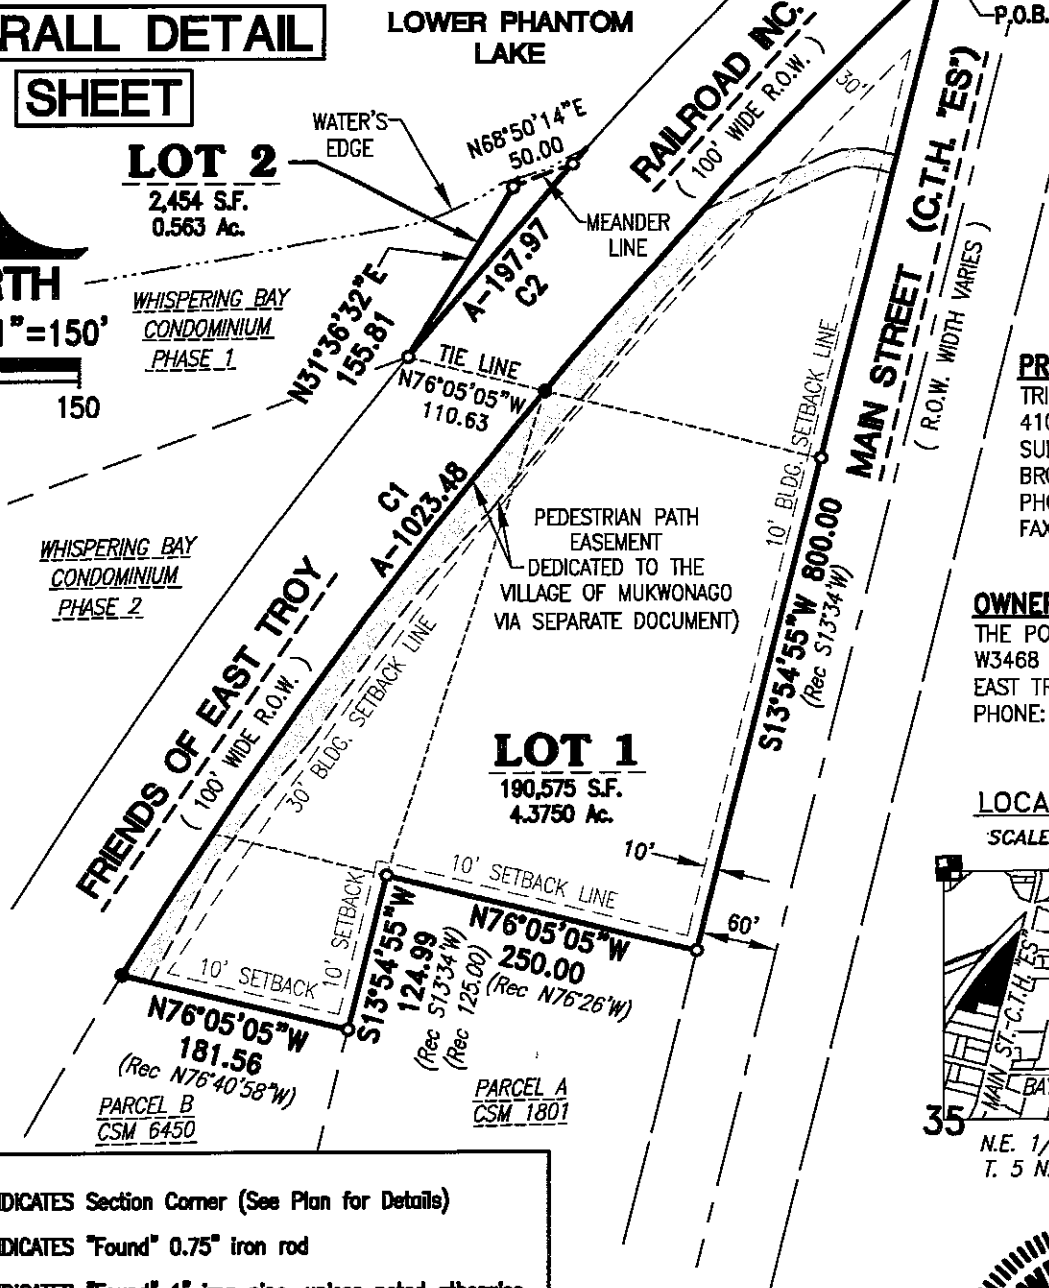 RALL DETAIL
SHEET
LOWER PHANTOM
LAKE
P.O.B.
WATER'S
EDGE
N68°50'14"E
50.00
LOT 2
2,454 S.F.
0.563 Ac.
MEANDER
LINE
RAILROAD INC.
( 100' WIDE R.O.W. )
30'
RTH
1"=150'
150
WHISPERING BAY
CONDOMINIUM
PHASE 1
N31°36'32"E
155.81
A-197.97
C2
TIE LINE
N76°05'05"W
110.63
MAIN STREET (C.T.H. "ES")
( R.O.W. WIDTH VARIES )
10' BLDG. SETBACK LINE
C1
A-1023.48
PEDESTRIAN PATH
EASEMENT
DEDICATED TO THE
VILLAGE OF MUKWONAGO
VIA SEPARATE DOCUMENT)
WHISPERING BAY
CONDOMINIUM
PHASE 2
S13°54'55"W 800.00
(Rec S13°34'W)
FRIENDS OF EAST TROY
( 100' WIDE R.O.W. )
30' BLDG. SETBACK LINE
LOT 1
190,575 S.F.
4.3750 Ac.
10'
60'
10' SETBACK LINE
N76°05'05"W
250.00
(Rec N76°26'W)
10' SETBACK
S13°54'55"W
124.99
(Rec S13°34'W)
(Rec 125.00)
10' SETBACK
N76°05'05"W
181.56
(Rec N76°40'58"W)
PARCEL B
CSM 6450
PARCEL A
CSM 1801
PR
TRI
410
SUI
BRO
PHO
FAX
OWNER
THE PO
W3468
EAST TR
PHONE:
LOCA
SCALE
MAIN ST.-C.T.H. "ES"
BAY
35
N.E. 1/
T. 5 N.
DICATES Section Corner (See Plan for Details)
DICATES "Found" 0.75" iron rod